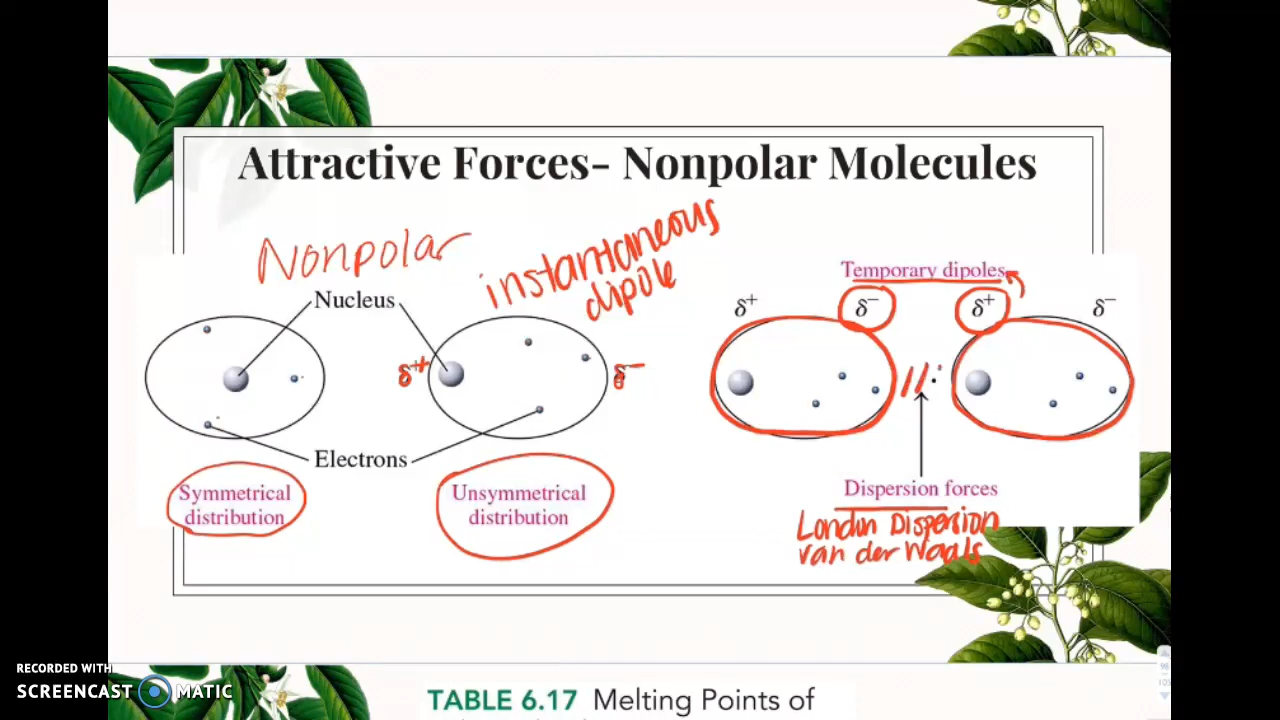 Attractive Forces- Nonpolar Molecules
Nonpolar
instantaneous
dipole
Nucleus
Temporary dipoles
δ+ δ− δ+ δ−
δ+ δ−
Electrons
Symmetrical
distribution
Unsymmetrical
distribution
Dispersion forces
London Dispersion
van der Waals
RECORDED WITH
SCREENCAST MATIC
TABLE 6.17 Melting Points of